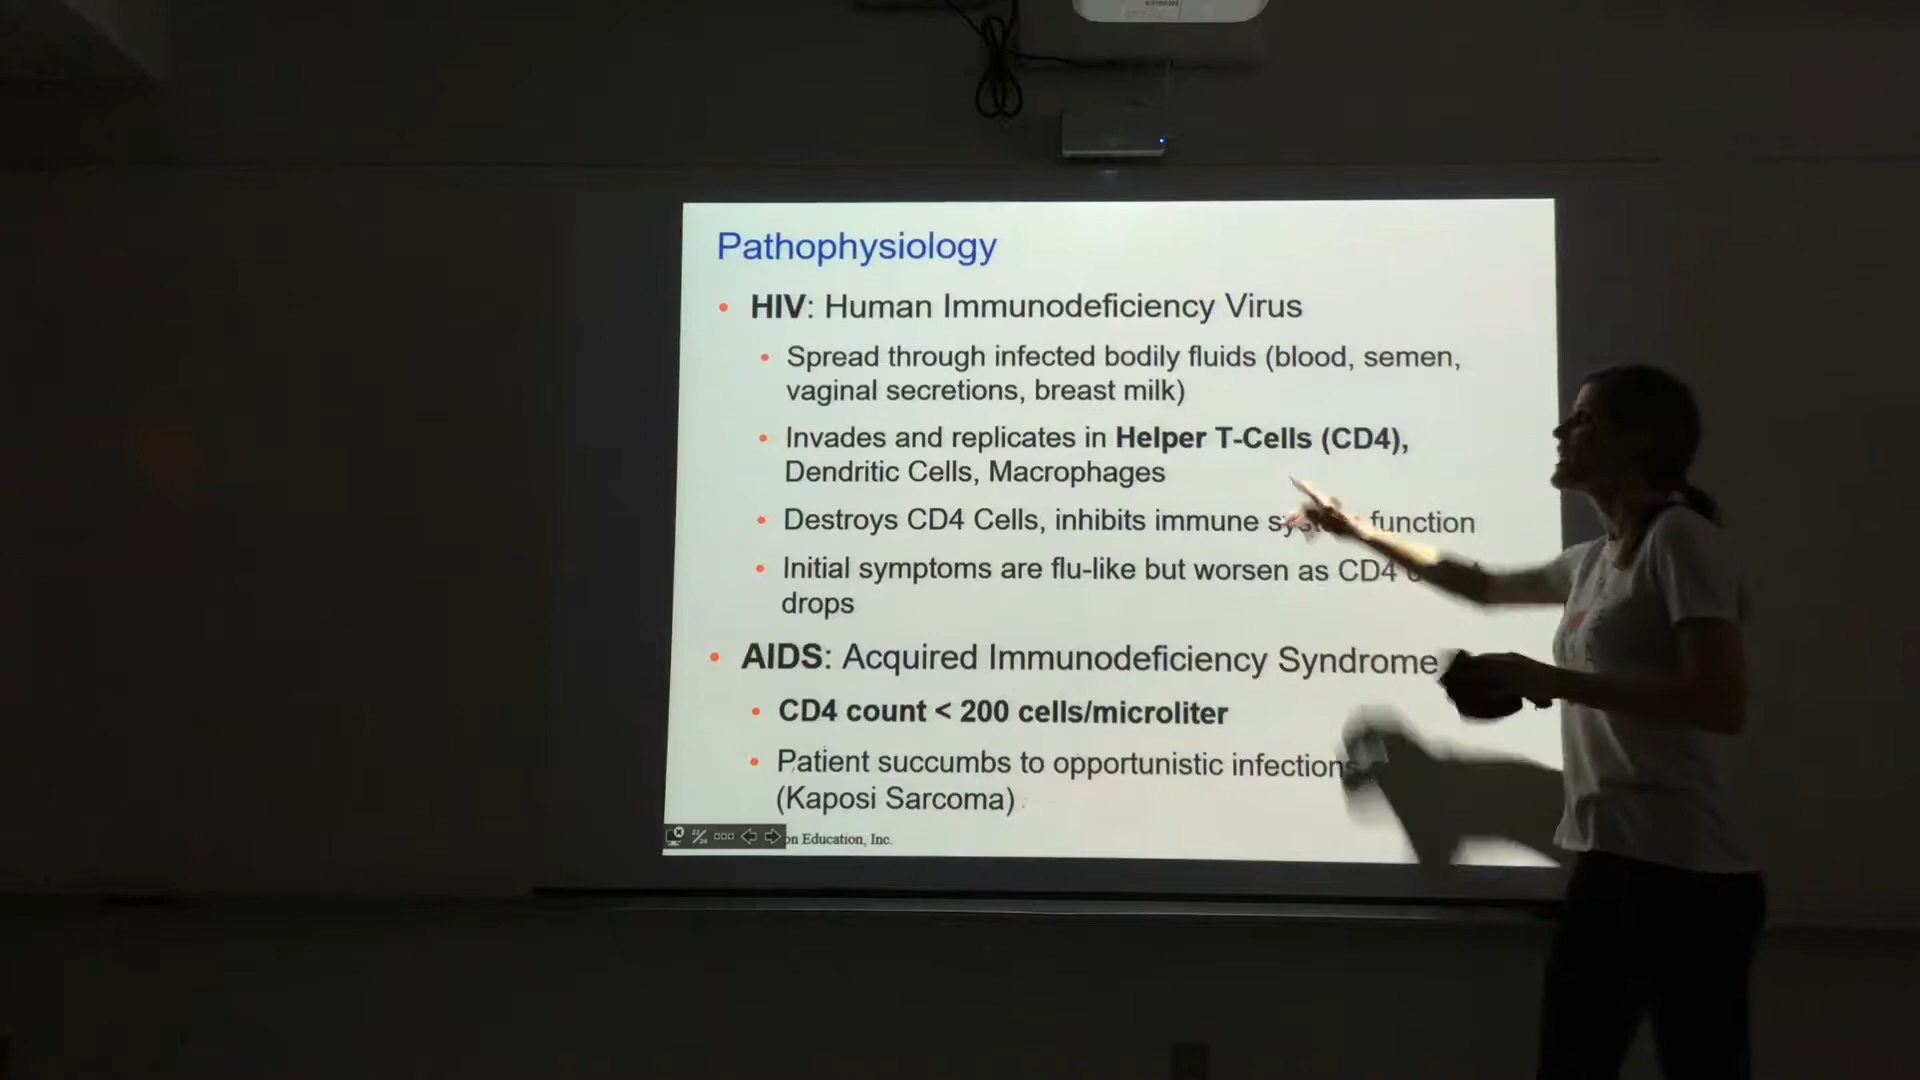 EPSON
Pathophysiology
• HIV: Human Immunodeficiency Virus
• Spread through infected bodily fluids (blood, semen,
vaginal secretions, breast milk)
• Invades and replicates in Helper T-Cells (CD4),
Dendritic Cells, Macrophages
• Destroys CD4 Cells, inhibits immune function
• Initial symptoms are flu-like but worsen as CD4
drops
• AIDS: Acquired Immunodeficiency Syndrome
• CD4 count < 200 cells/microliter
• Patient succumbs to opportunistic infections
(Kaposi Sarcoma)
on Education, Inc.